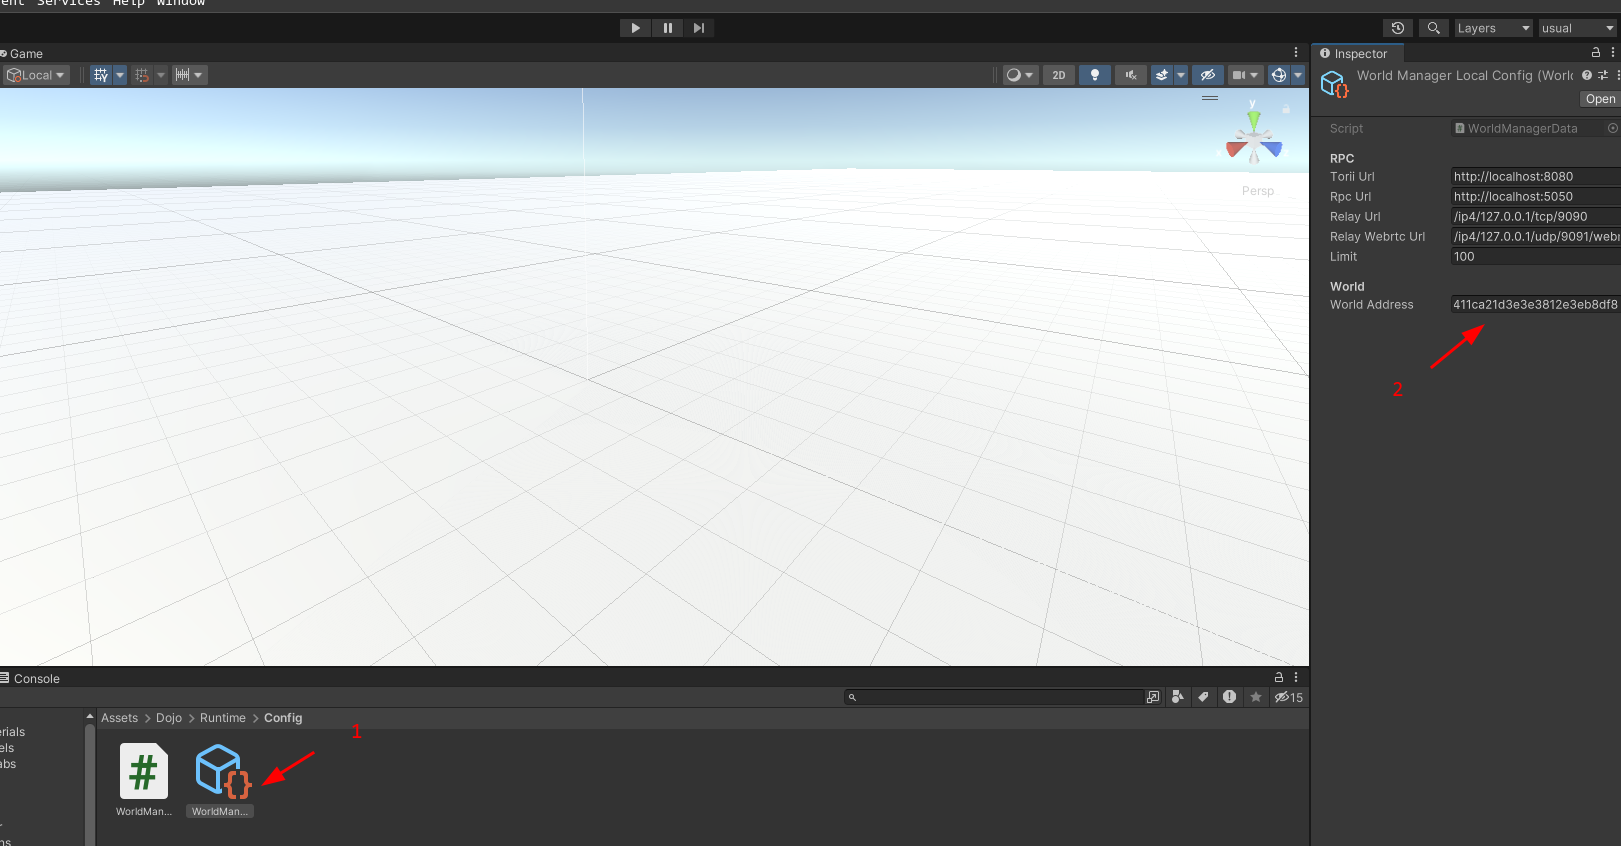 Services Help Window
Layers
usual
Game
Inspector
Local
2D
World Manager Local Config (Worl
Open
y
Persp
Script
WorldManagerData
RPC
Torii Url
http://localhost:8080
Rpc Url
http://localhost:5050
Relay Url
/ip4/127.0.0.1/tcp/9090
Relay Webrtc Url
/ip4/127.0.0.1/udp/9091/webr
Limit
100
World
World Address
411ca21d3e3e3812e3eb8df8
2
Console
15
Assets > Dojo > Runtime > Config
1
erials
els
abs
#
WorldMan...
{}
WorldMan...